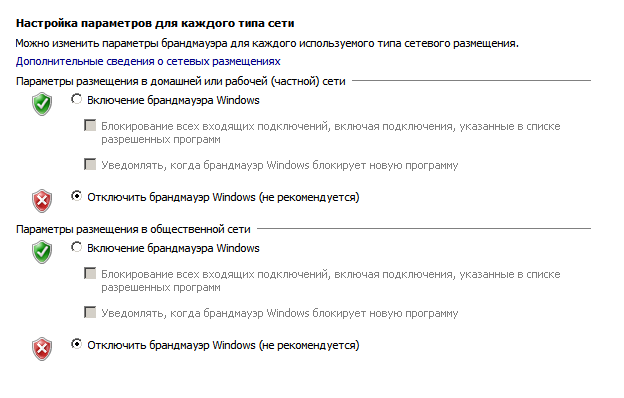 Настройка параметров для каждого типа сети
Можно изменить параметры брандмауэра для каждого используемого типа сетевого размещения.
Дополнительные сведения о сетевых размещениях
Параметры размещения в домашней или рабочей (частной) сети
Включение брандмауэра Windows
Блокирование всех входящих подключений, включая подключения, указанные в списке
разрешенных программ
Уведомлять, когда брандмауэр Windows блокирует новую программу
Отключить брандмауэр Windows (не рекомендуется)
Параметры размещения в общественной сети
Включение брандмауэра Windows
Блокирование всех входящих подключений, включая подключения, указанные в списке
разрешенных программ
Уведомлять, когда брандмауэр Windows блокирует новую программу
Отключить брандмауэр Windows (не рекомендуется)